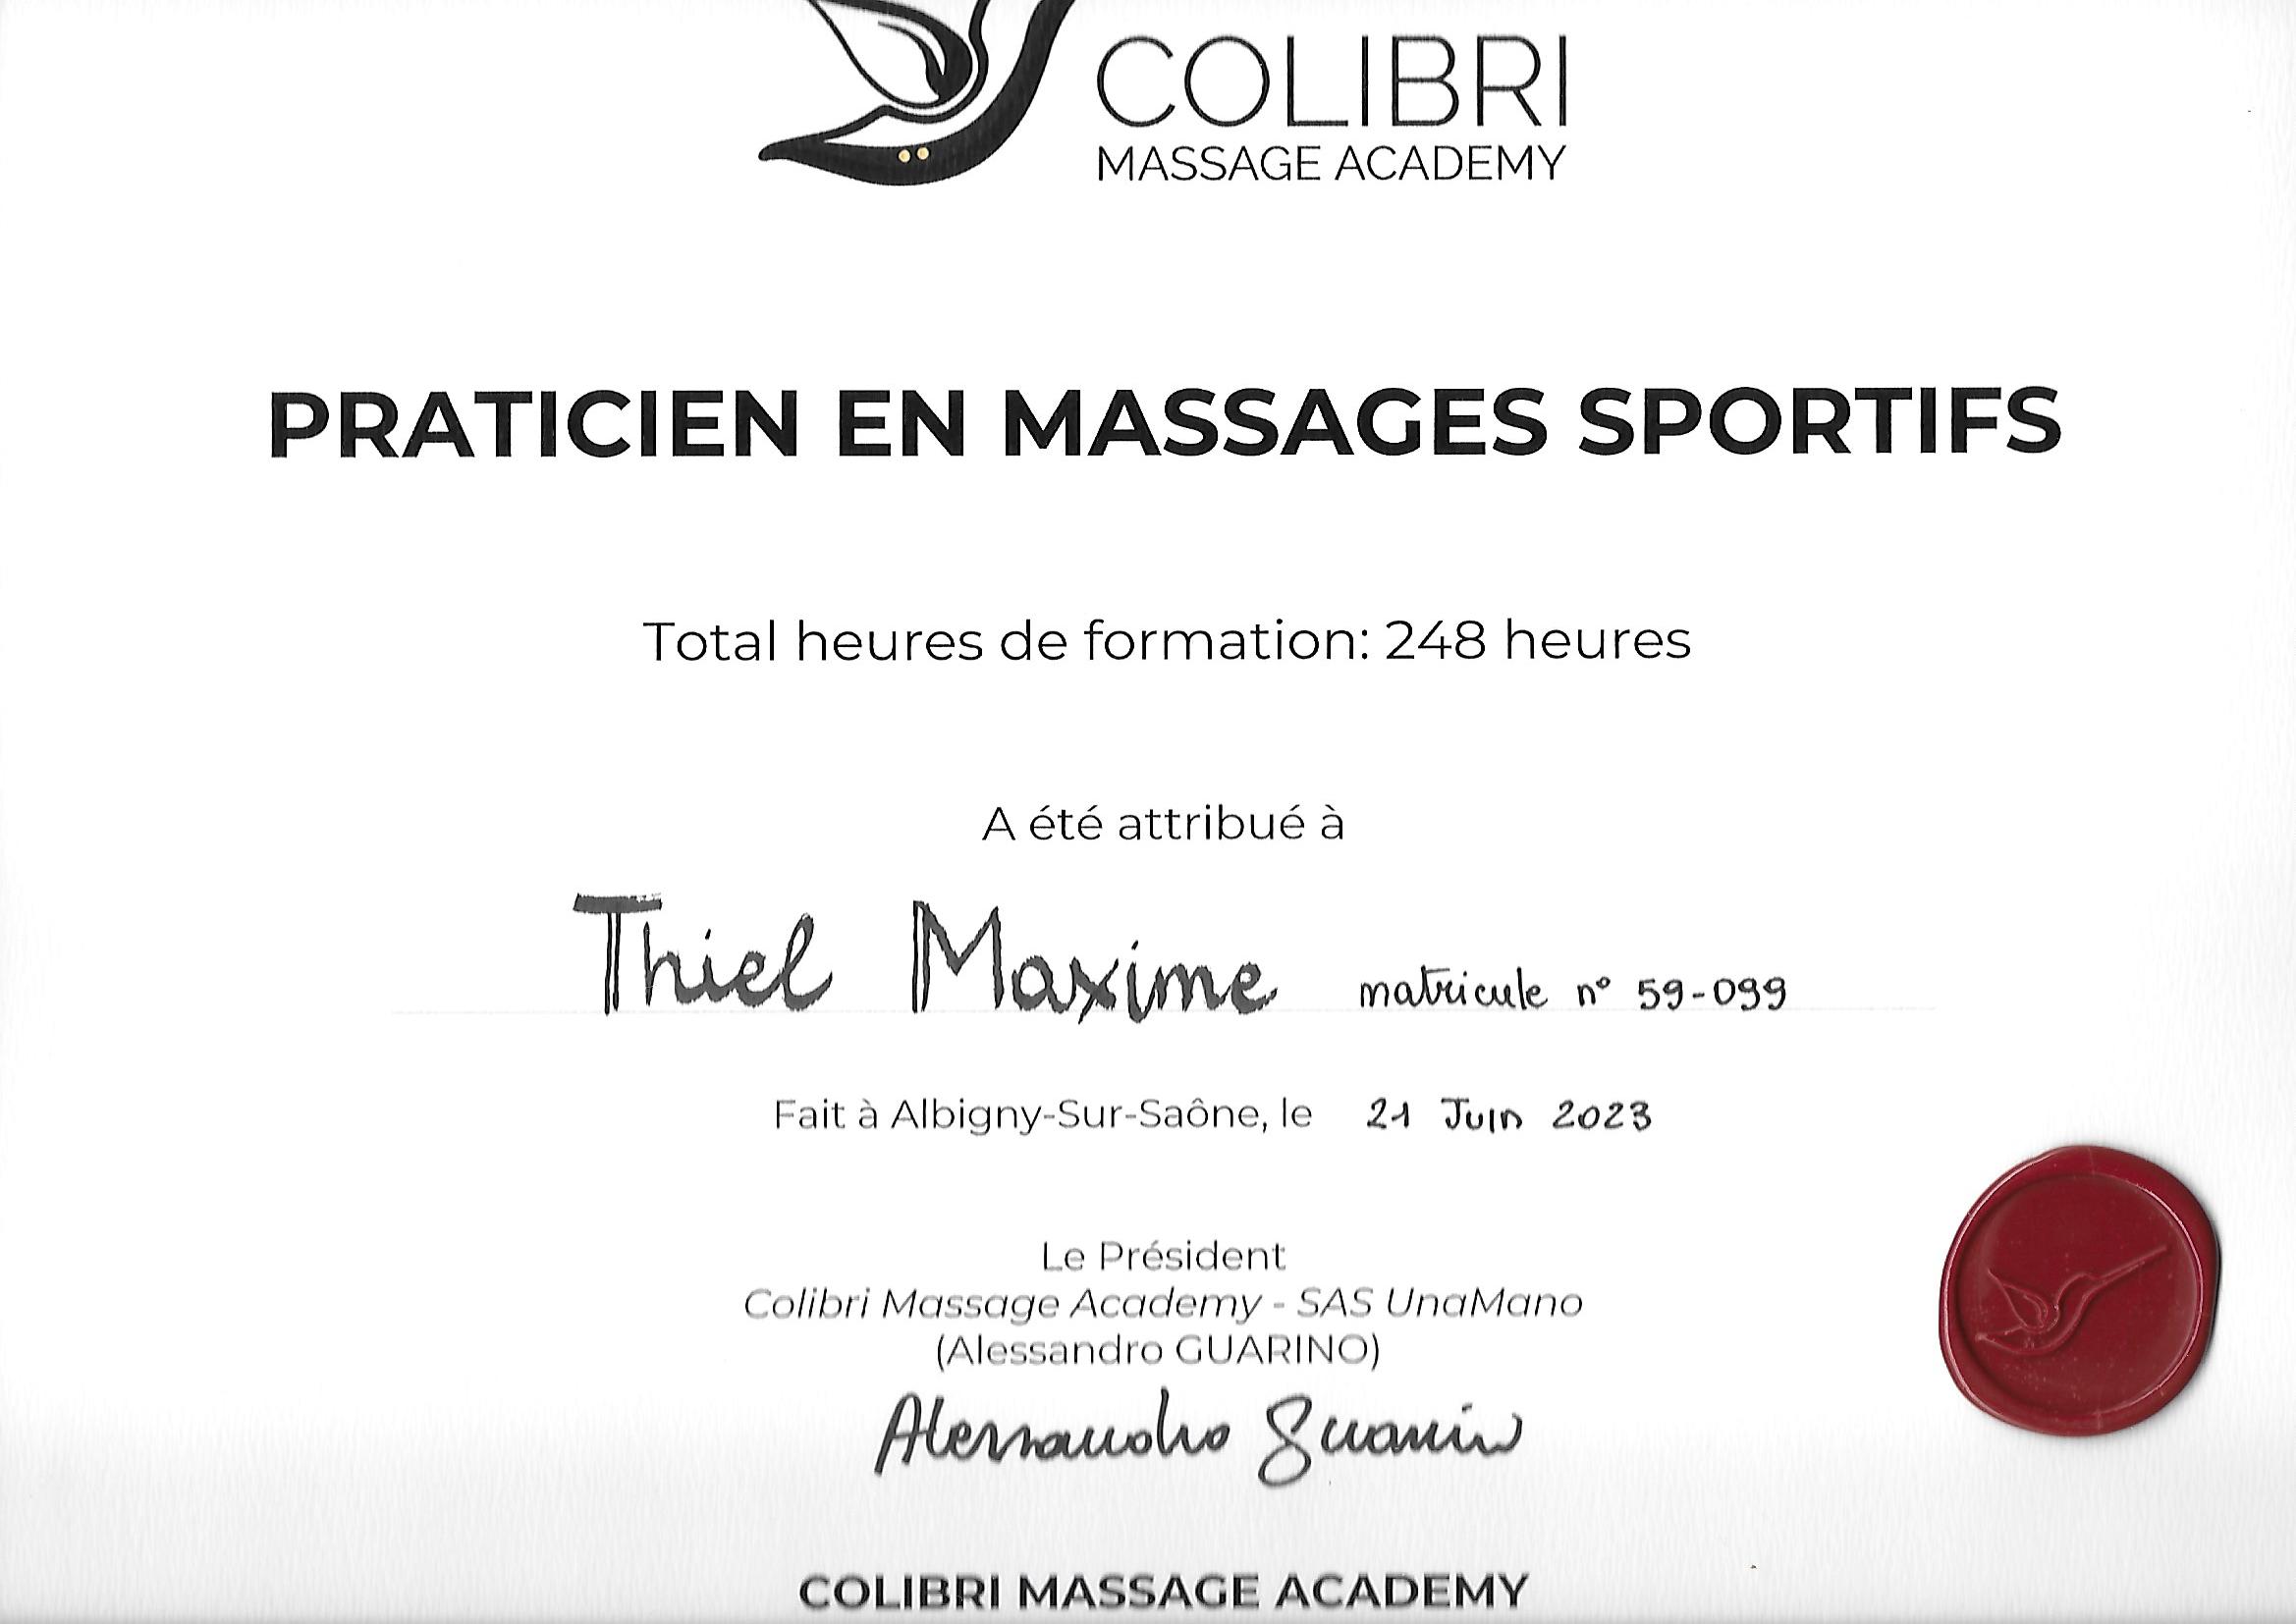 COLIBRI
MASSAGE ACADEMY
PRATICIEN EN MASSAGES SPORTIFS
Total heures de formation: 248 heures
A été attribué à
Thiel Maxime matricule n° 59-099
Fait à Albigny-Sur-Saône, le 21 Juin 2023
Le Président
Colibri Massage Academy - SAS UnaMano
(Alessandro GUARINO)
Alessandro Guarino
COLIBRI MASSAGE ACADEMY